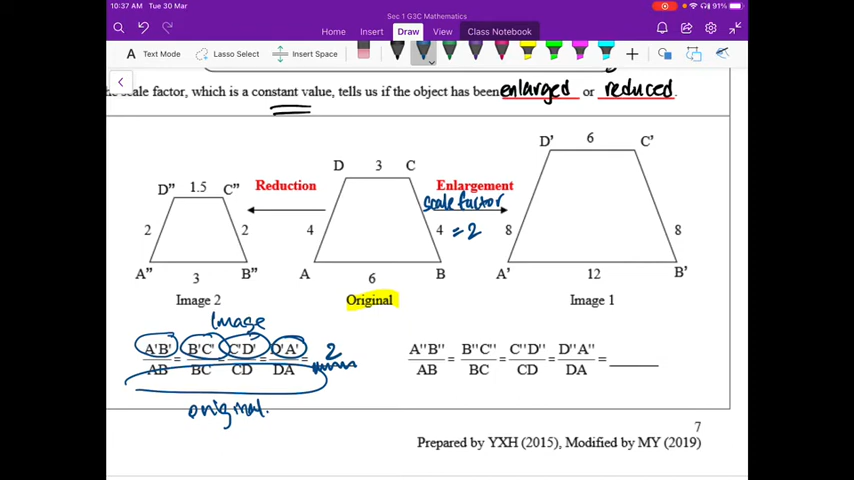 10:37 AM Tue 30 Mar
91%
Sec 1 G3C Mathematics
Home Insert Draw View Class Notebook
Text Mode Lasso Select Insert Space
scale factor, which is a constant value, tells us if the object has been enlarged or reduced.
D' 6 C'
D 3 C
D" 1.5 C" Reduction Enlargement
scale factor
2 2 4 4 = 2 8 8
A" 3 B" A 6 B A' 12 B'
Image 2 Original Image 1
Image
A'B' = B'C' = C'D' = D'A' = 2 A"B" = B"C" = C"D" = D"A" = ______
AB BC CD DA AB BC CD DA
original.
7
Prepared by YXH (2015), Modified by MY (2019)